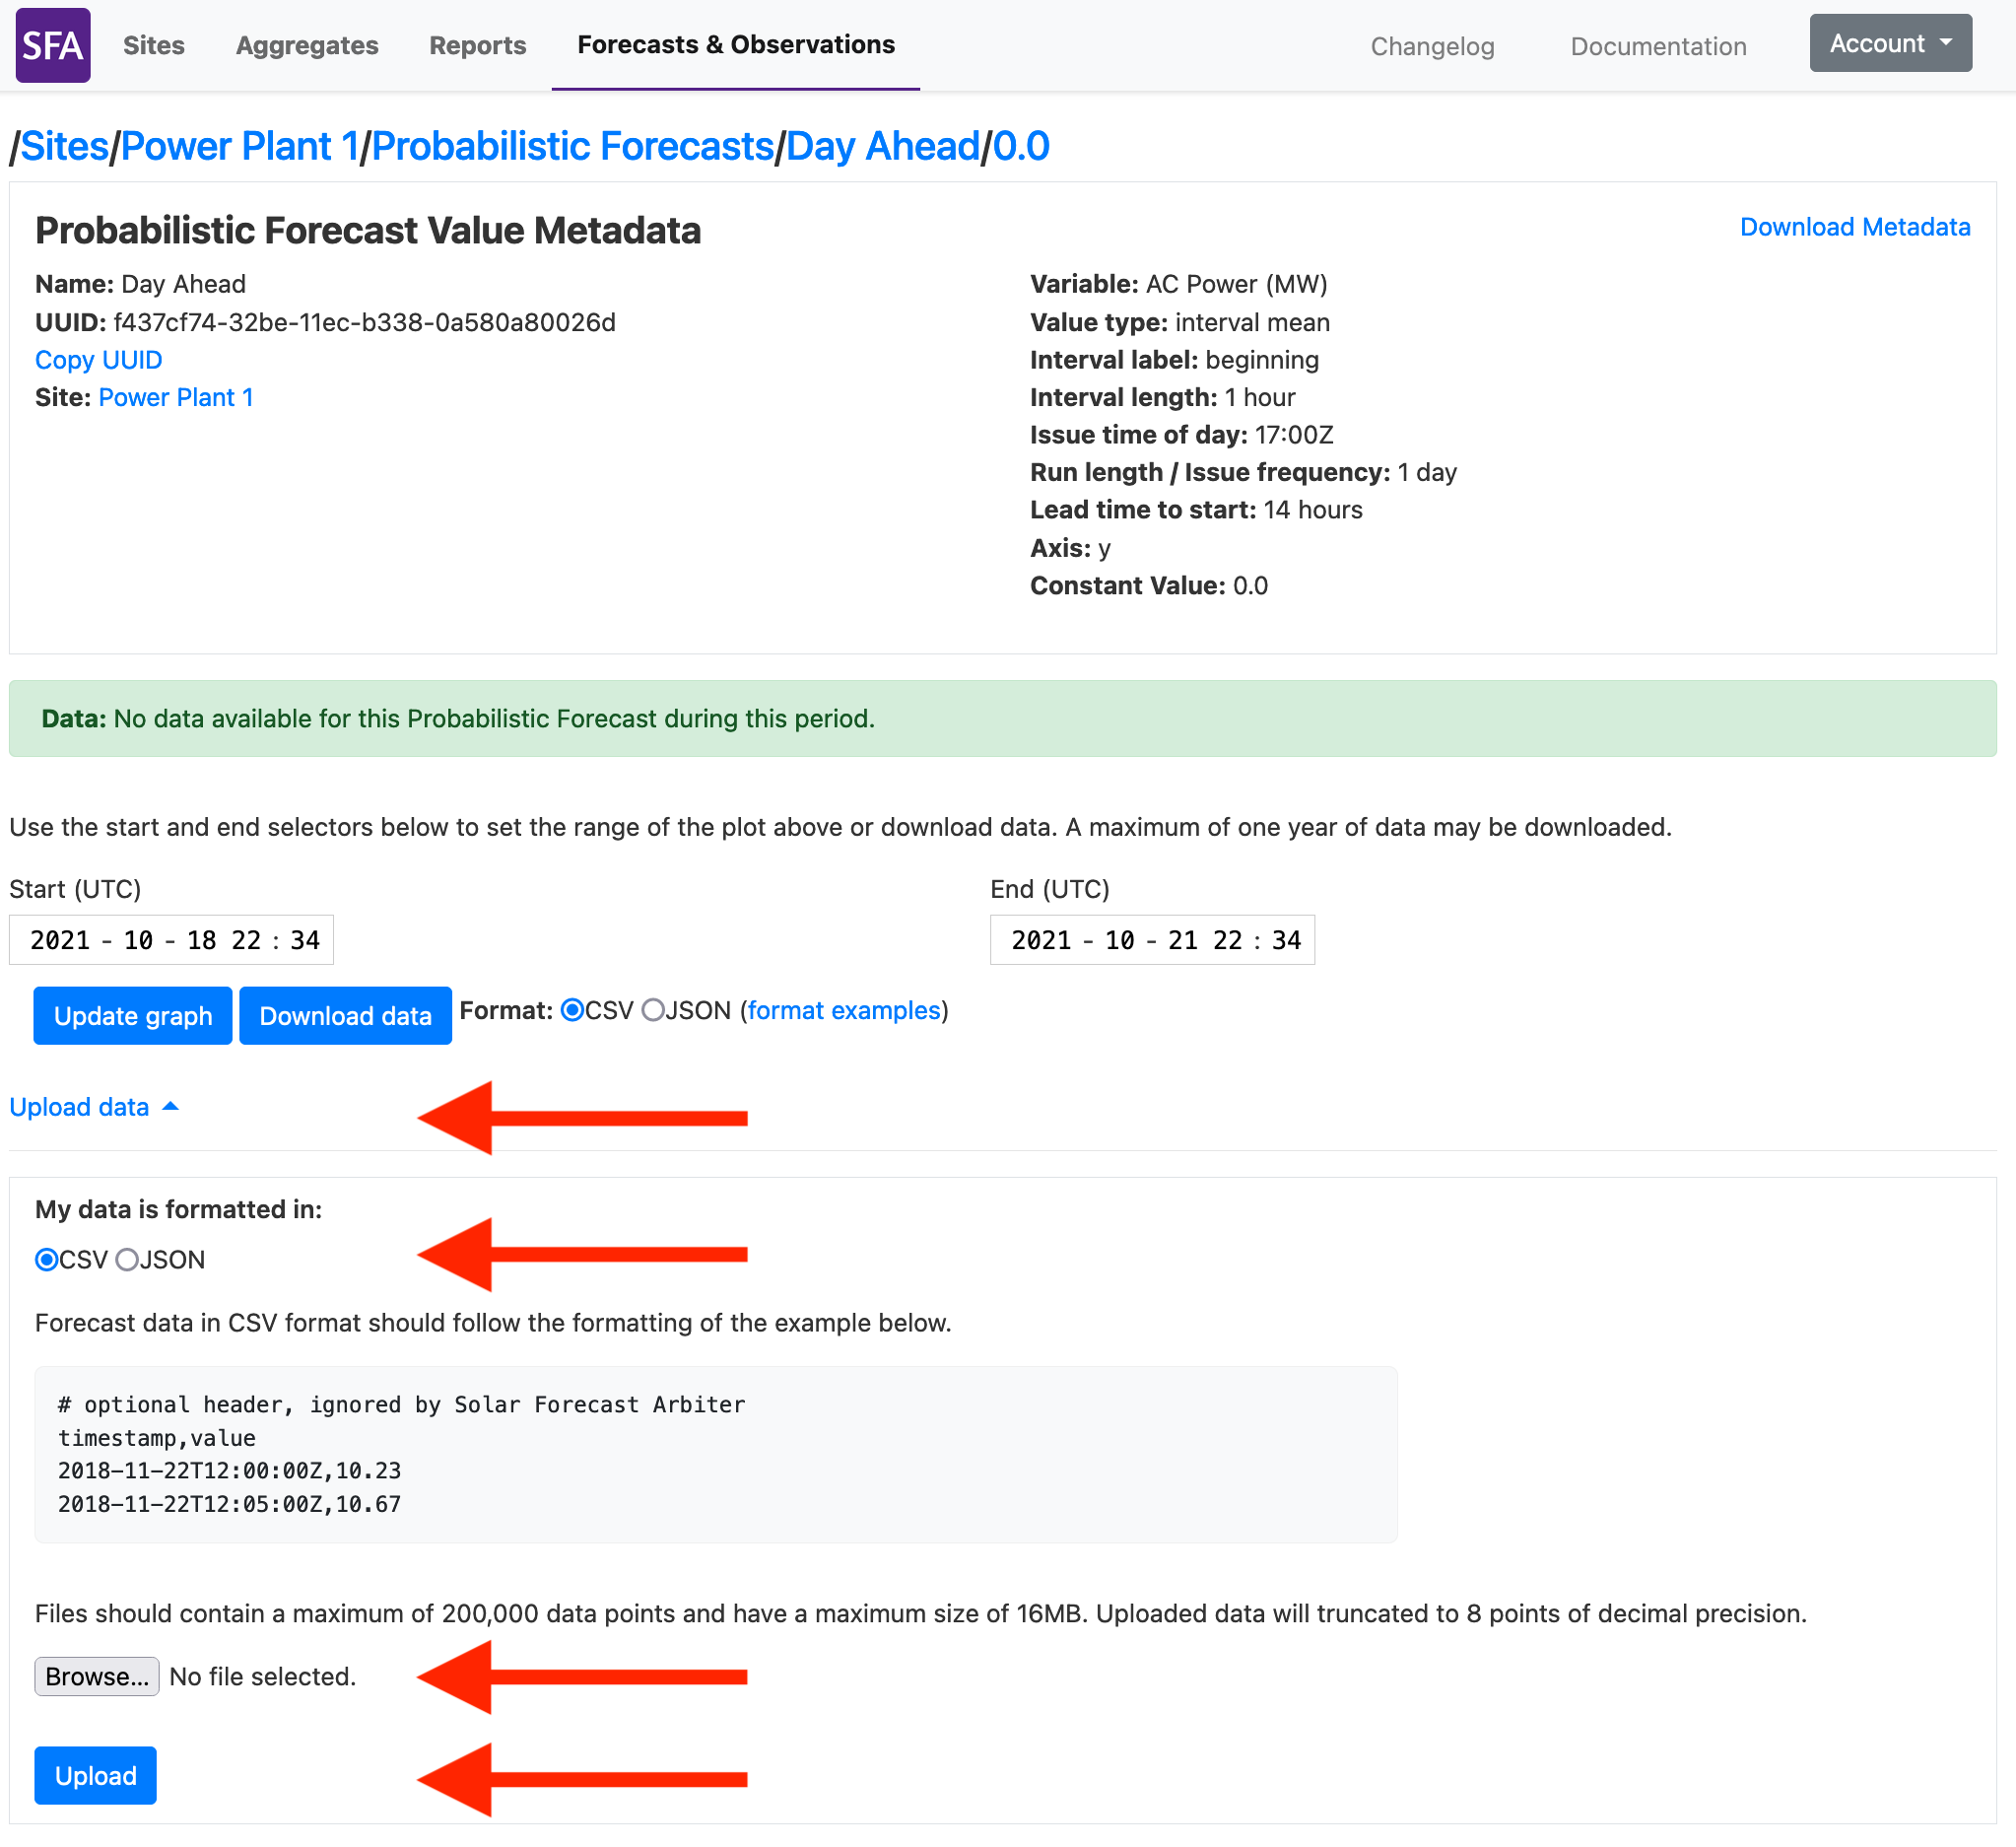 SFA Sites Aggregates Reports Forecasts & Observations Changelog Documentation Account
/Sites/Power Plant 1/Probabilistic Forecasts/Day Ahead/0.0
Probabilistic Forecast Value Metadata
Download Metadata
Name: Day Ahead
UUID: f437cf74-32be-11ec-b338-0a580a80026d
Copy UUID
Site: Power Plant 1
Variable: AC Power (MW)
Value type: interval mean
Interval label: beginning
Interval length: 1 hour
Issue time of day: 17:00Z
Run length / Issue frequency: 1 day
Lead time to start: 14 hours
Axis: y
Constant Value: 0.0
Data: No data available for this Probabilistic Forecast during this period.
Use the start and end selectors below to set the range of the plot above or download data. A maximum of one year of data may be downloaded.
Start (UTC)
2021 - 10 - 18 22 : 34
End (UTC)
2021 - 10 - 21 22 : 34
Update graph Download data Format: CSV JSON (format examples)
Upload data
My data is formatted in:
CSV JSON
Forecast data in CSV format should follow the formatting of the example below.
# optional header, ignored by Solar Forecast Arbiter
timestamp,value
2018-11-22T12:00:00Z,10.23
2018-11-22T12:05:00Z,10.67
Files should contain a maximum of 200,000 data points and have a maximum size of 16MB. Uploaded data will truncated to 8 points of decimal precision.
Browse... No file selected.
Upload